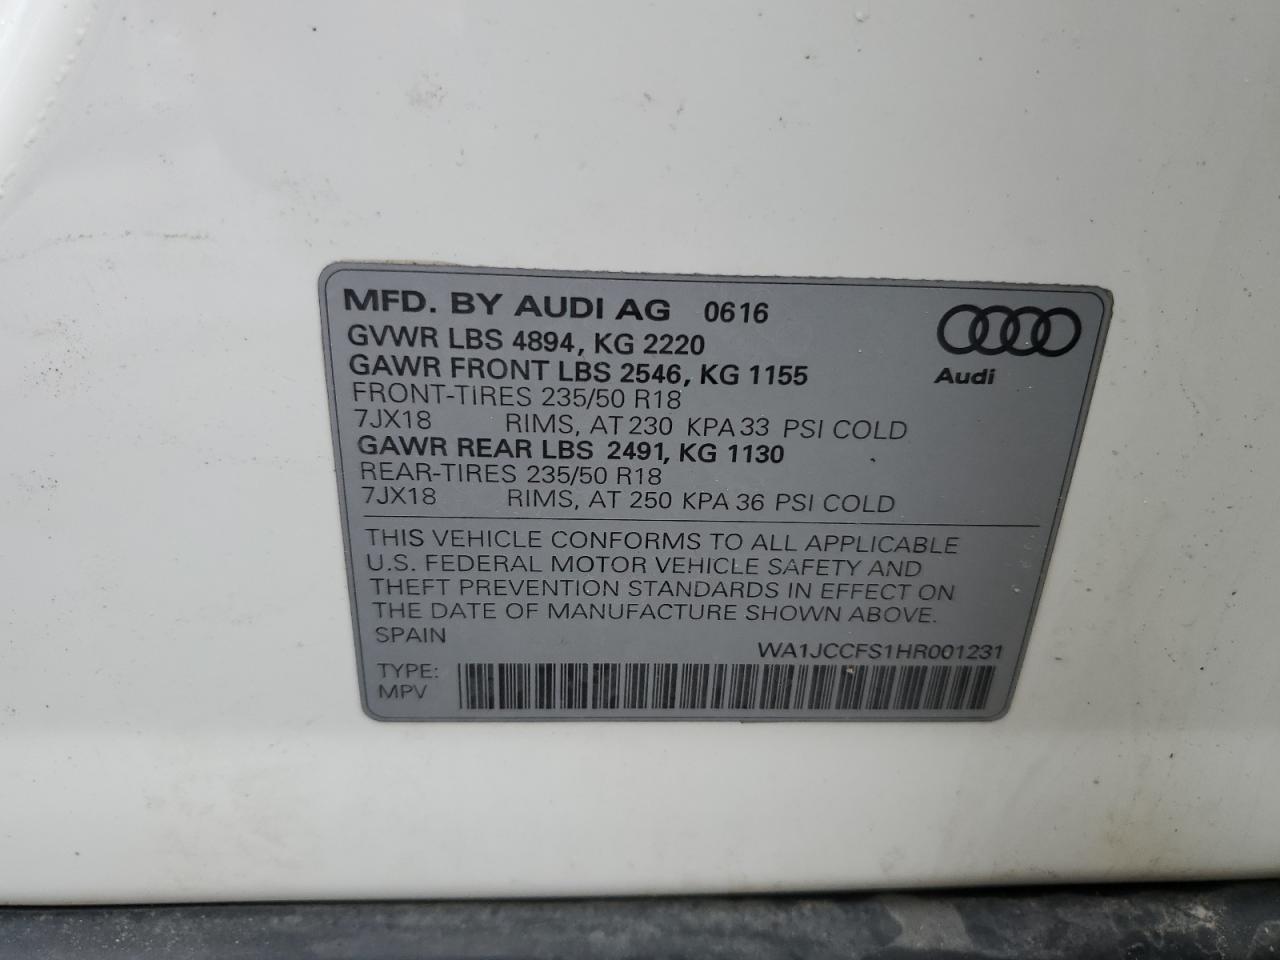 MFD. BY AUDI AG 0616
GVWR LBS 4894, KG 2220
GAWR FRONT LBS 2546, KG 1155
Audi
FRONT-TIRES 235/50 R18
7JX18 RIMS, AT 230 KPA 33 PSI COLD
GAWR REAR LBS 2491, KG 1130
REAR-TIRES 235/50 R18
7JX18 RIMS, AT 250 KPA 36 PSI COLD
THIS VEHICLE CONFORMS TO ALL APPLICABLE
U.S. FEDERAL MOTOR VEHICLE SAFETY AND
THEFT PREVENTION STANDARDS IN EFFECT ON
THE DATE OF MANUFACTURE SHOWN ABOVE.
SPAIN WA1JCCFS1HR001231
TYPE:
MPV